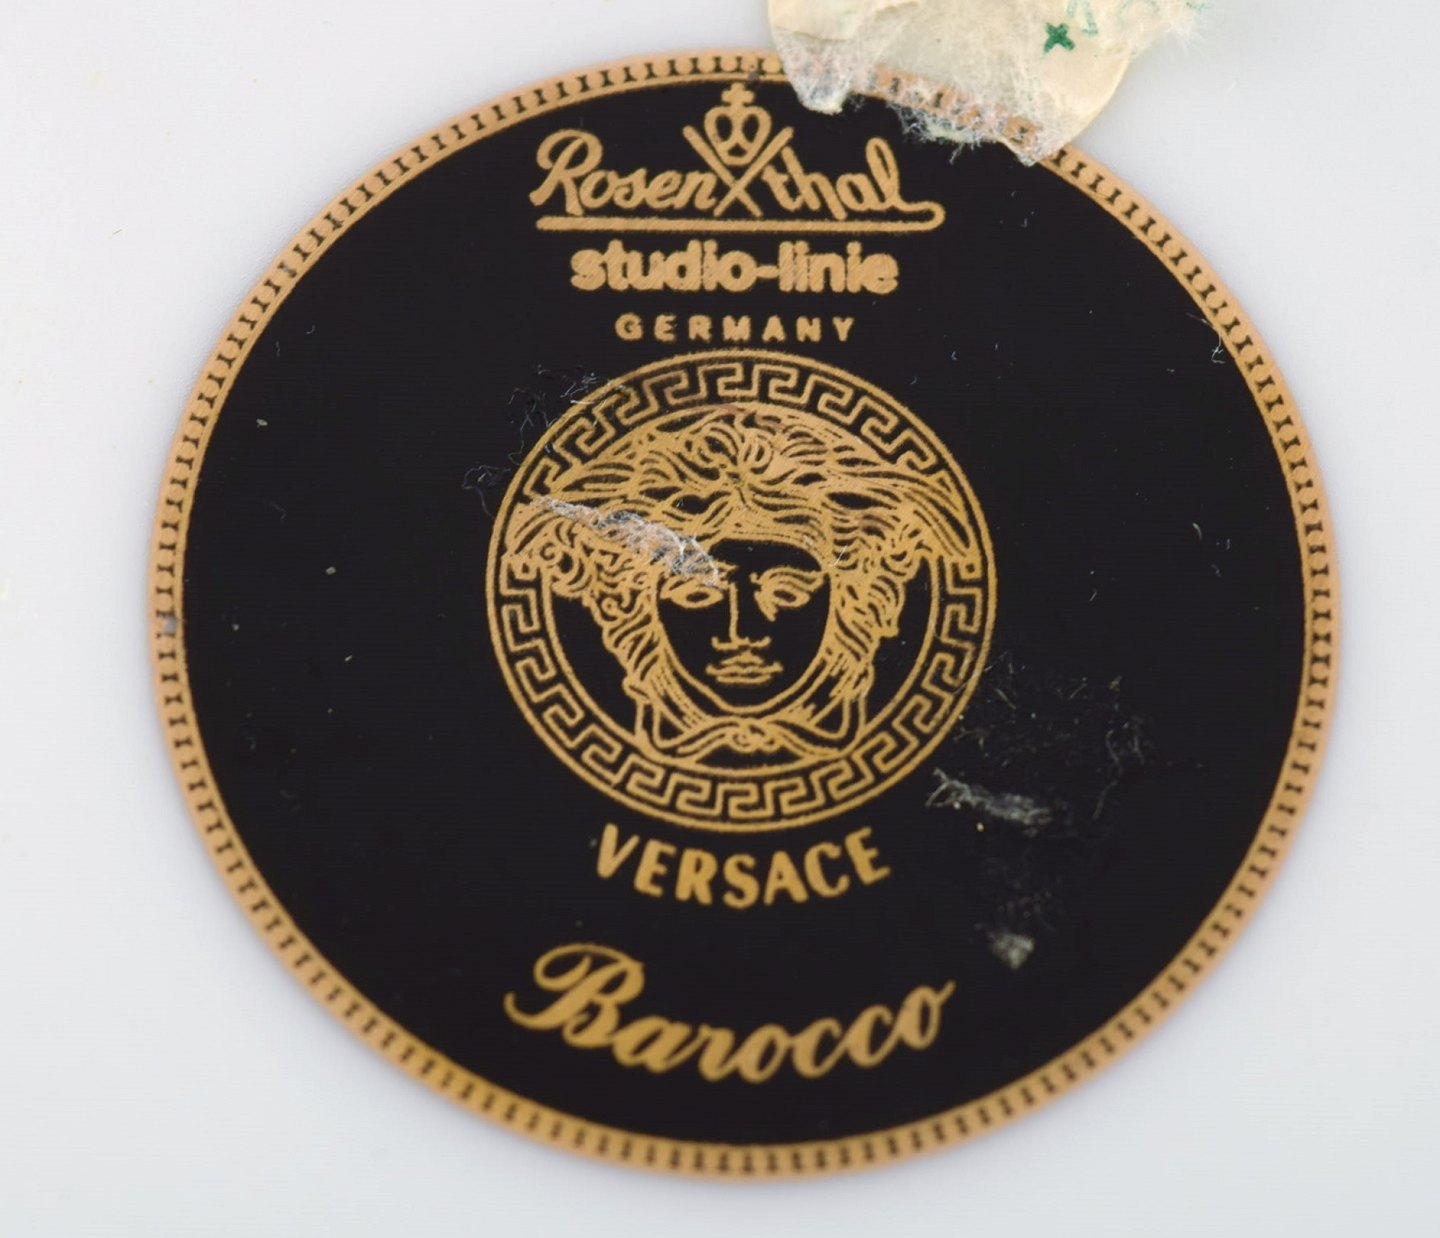 Rosenthal
studio-linie
GERMANY
VERSACE
Barocco